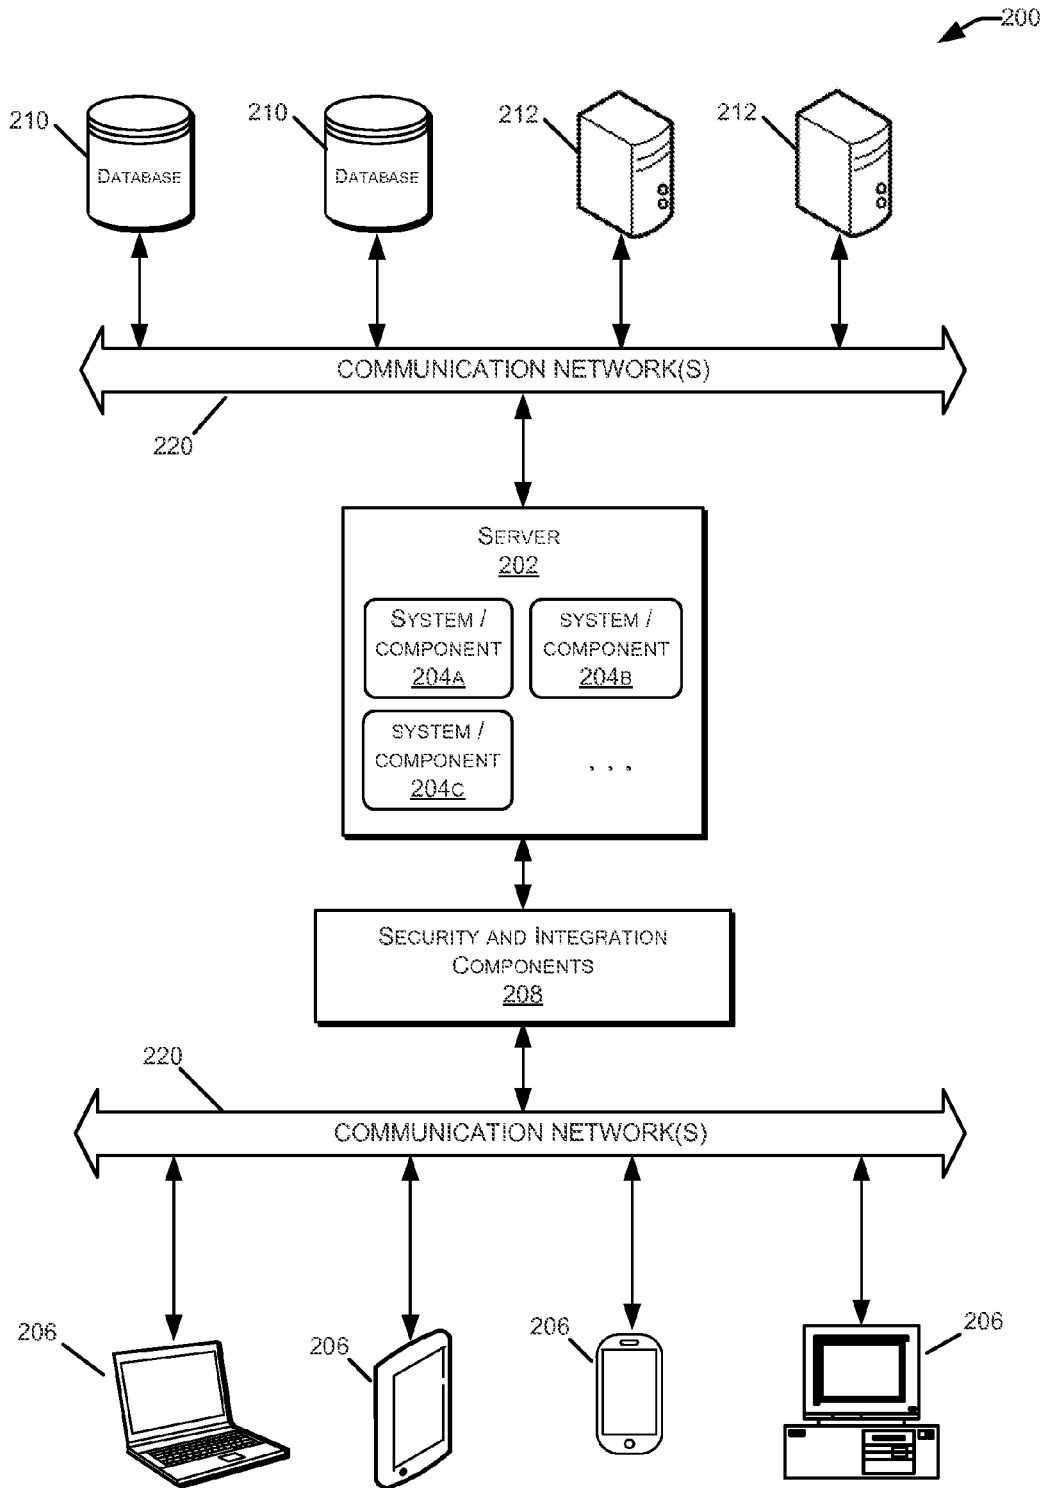 200
210
210
212
212
DATABASE
DATABASE
COMMUNICATION NETWORK(S)
220
SERVER
202
SYSTEM /
COMPONENT
204A
SYSTEM /
COMPONENT
204B
SYSTEM /
COMPONENT
204C
. . .
SECURITY AND INTEGRATION
COMPONENTS
208
220
COMMUNICATION NETWORK(S)
206
206
206
206